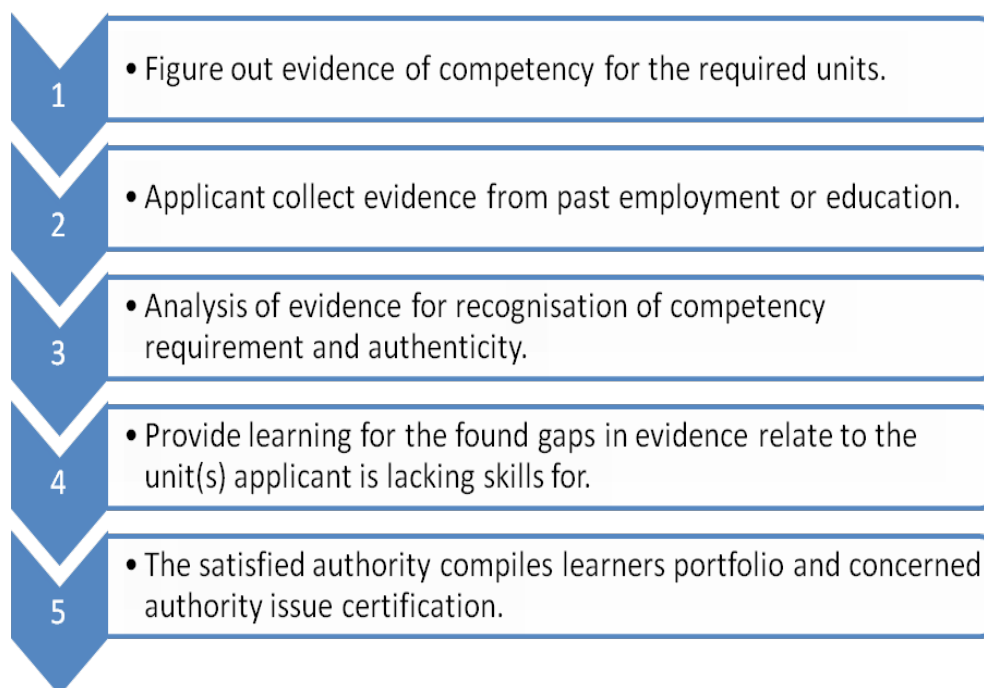 1
• Figure out evidence of competency for the required units.
2
• Applicant collect evidence from past employment or education.
3
• Analysis of evidence for recognisation of competency
requirement and authenticity.
4
• Provide learning for the found gaps in evidence relate to the
unit(s) applicant is lacking skills for.
5
• The satisfied authority compiles learners portfolio and concerned
authority issue certification.